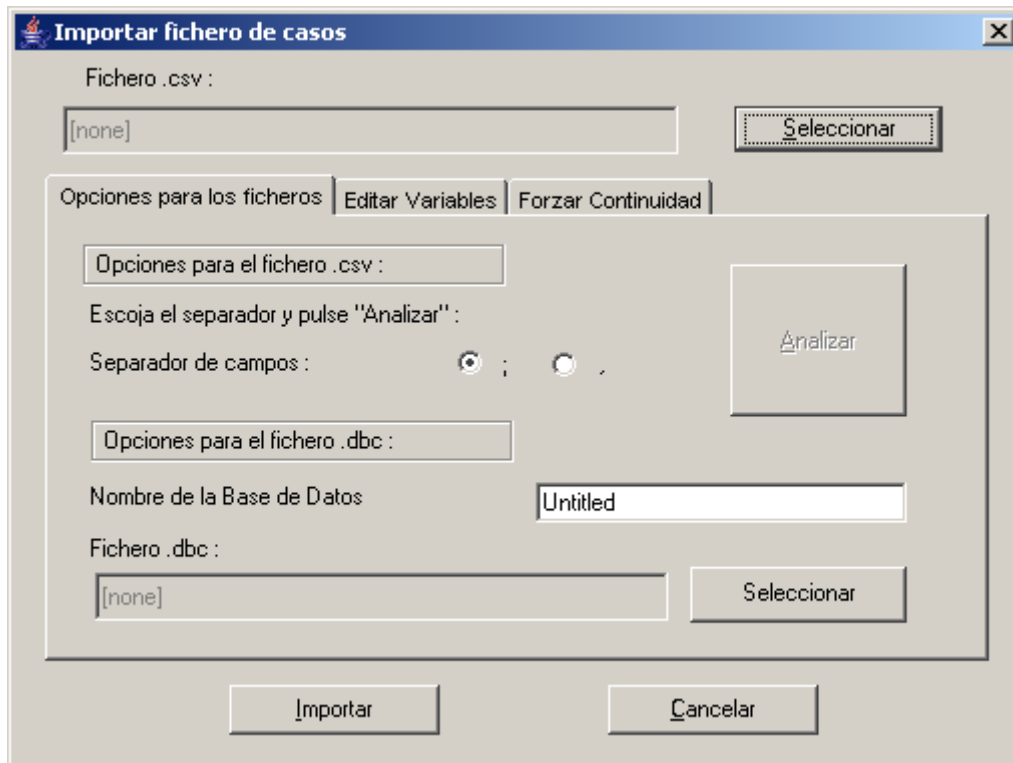 Importar fichero de casos
Fichero .csv :
[none]
Seleccionar
Opciones para los ficheros
Editar Variables
Forzar Continuidad
Opciones para el fichero .csv :
Escoja el separador y pulse "Analizar" :
Analizar
Separador de campos :
;
,
Opciones para el fichero .dbc :
Nombre de la Base de Datos
Untitled
Fichero .dbc :
[none]
Seleccionar
Importar
Cancelar